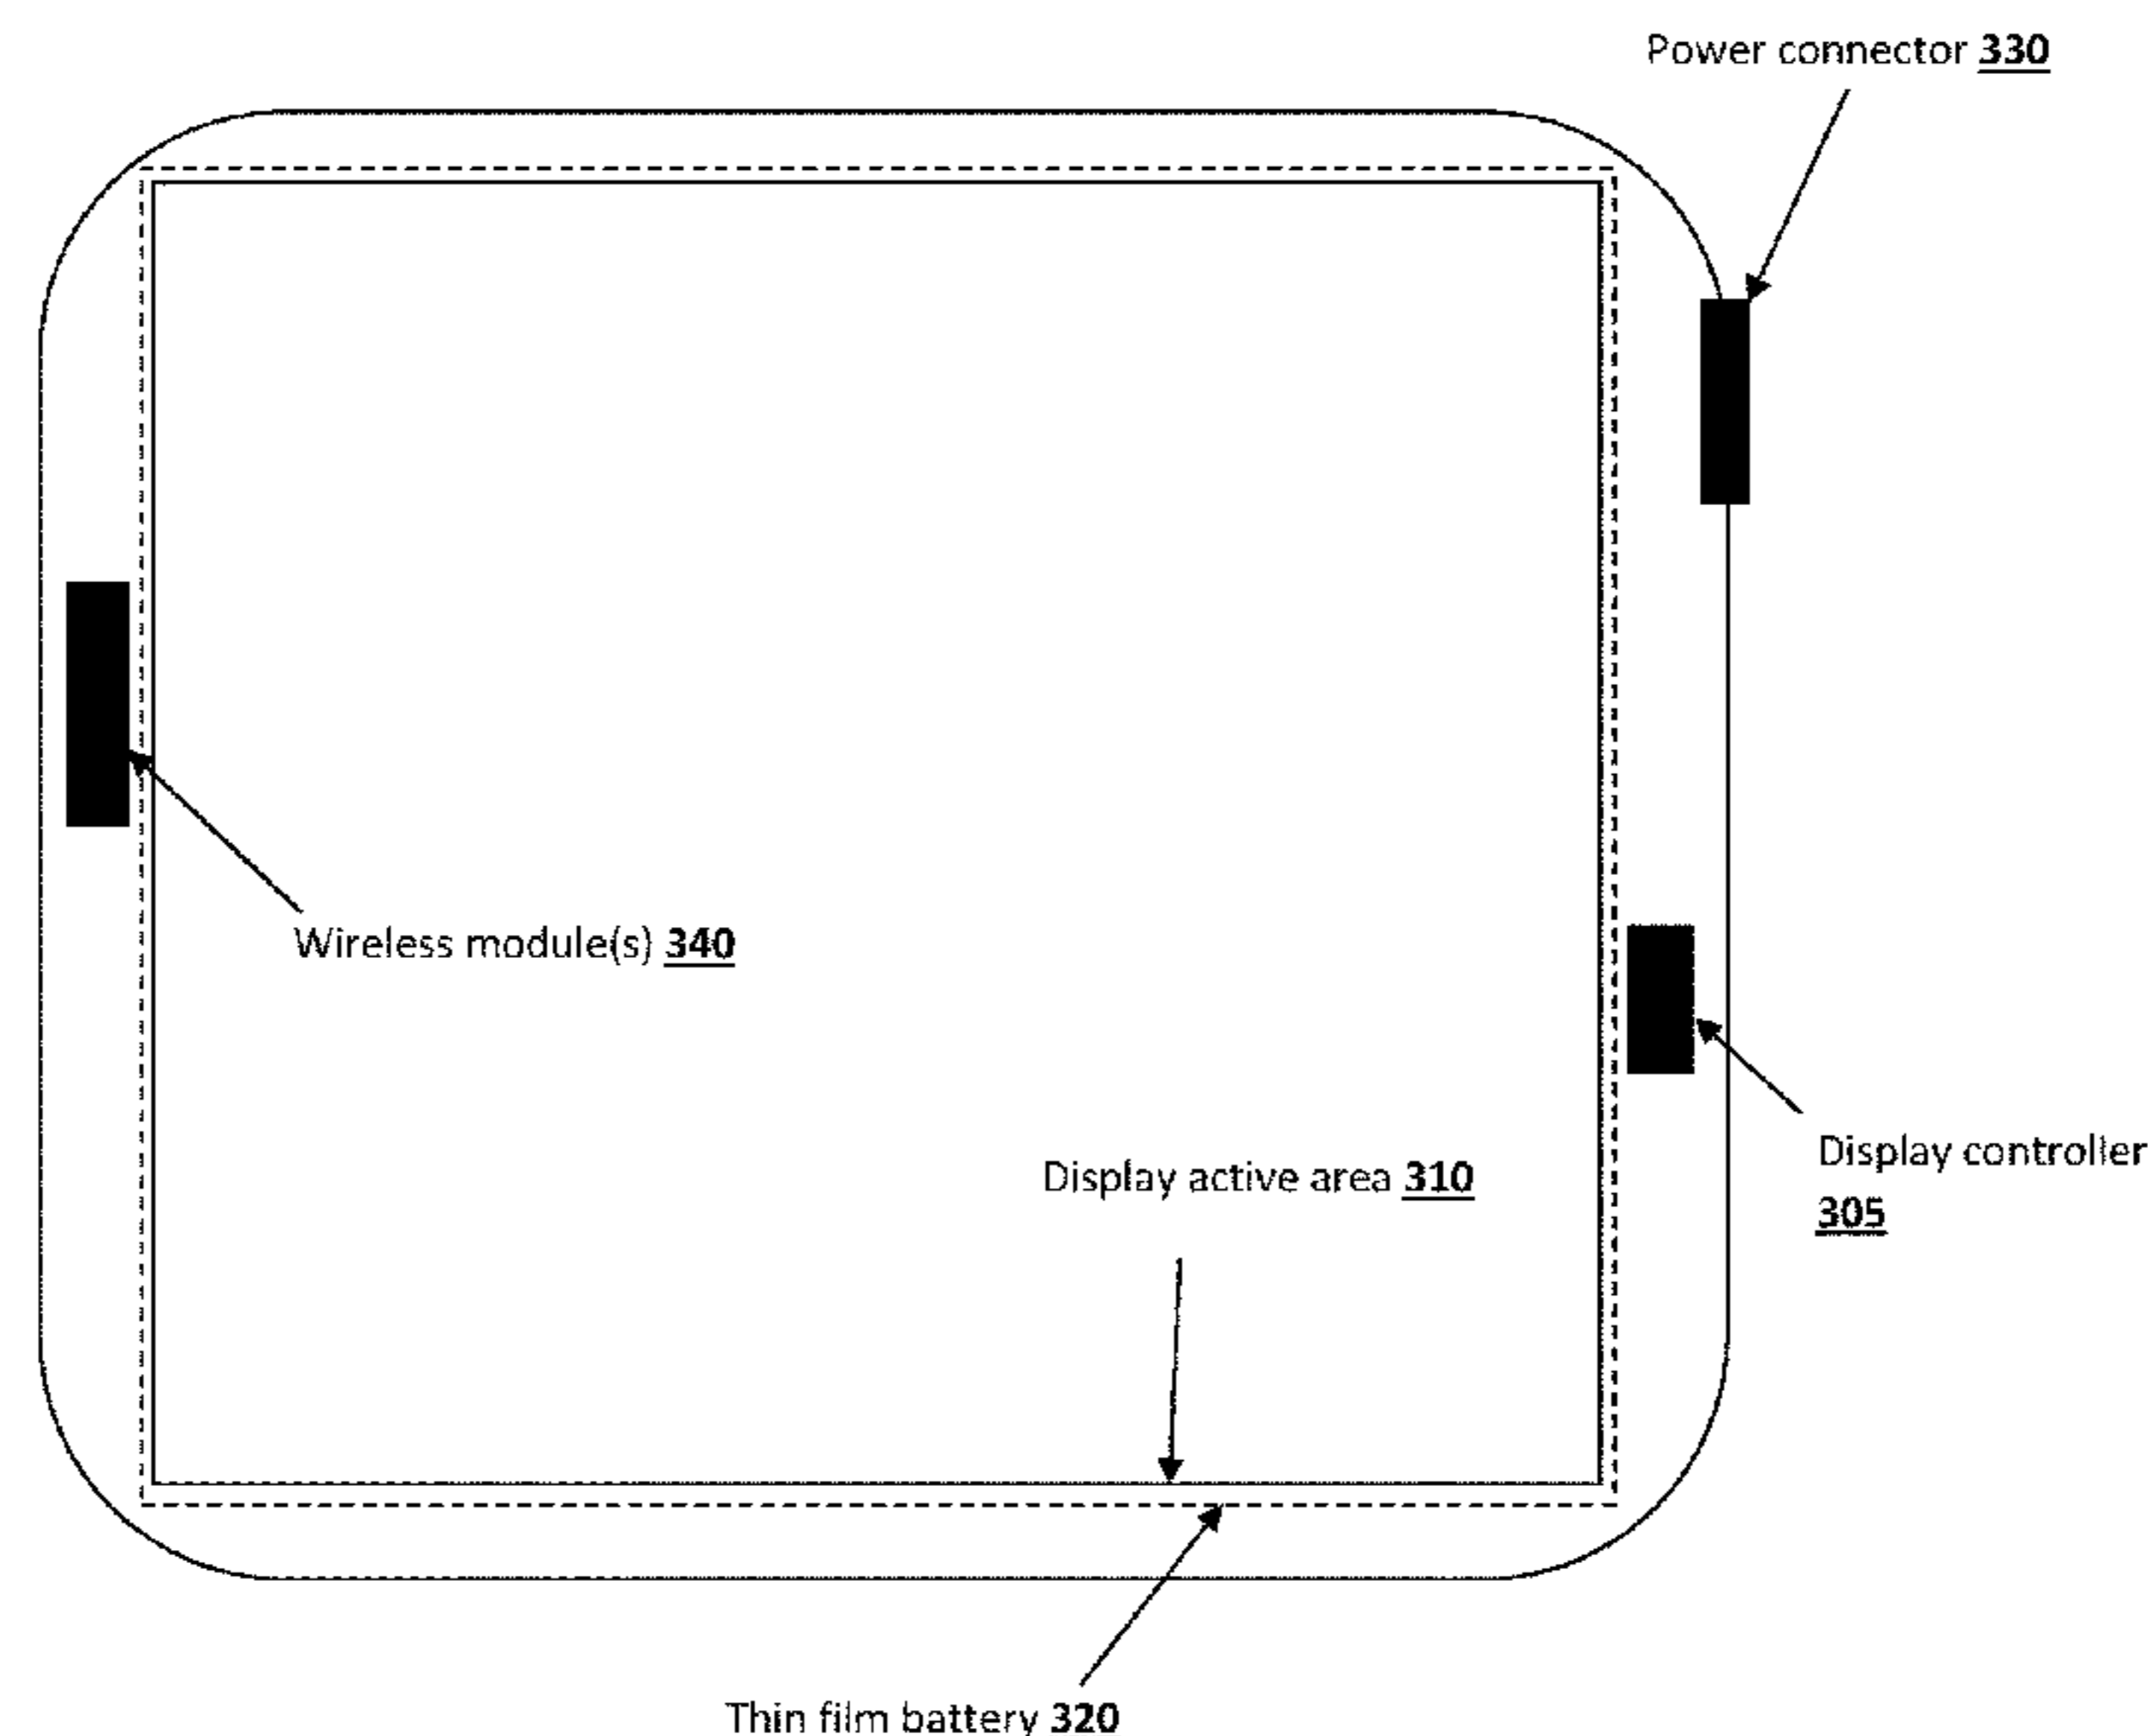 Power connector 330
Wireless module(s) 340
Display active area 310
Display controller
305
Thin film battery 320